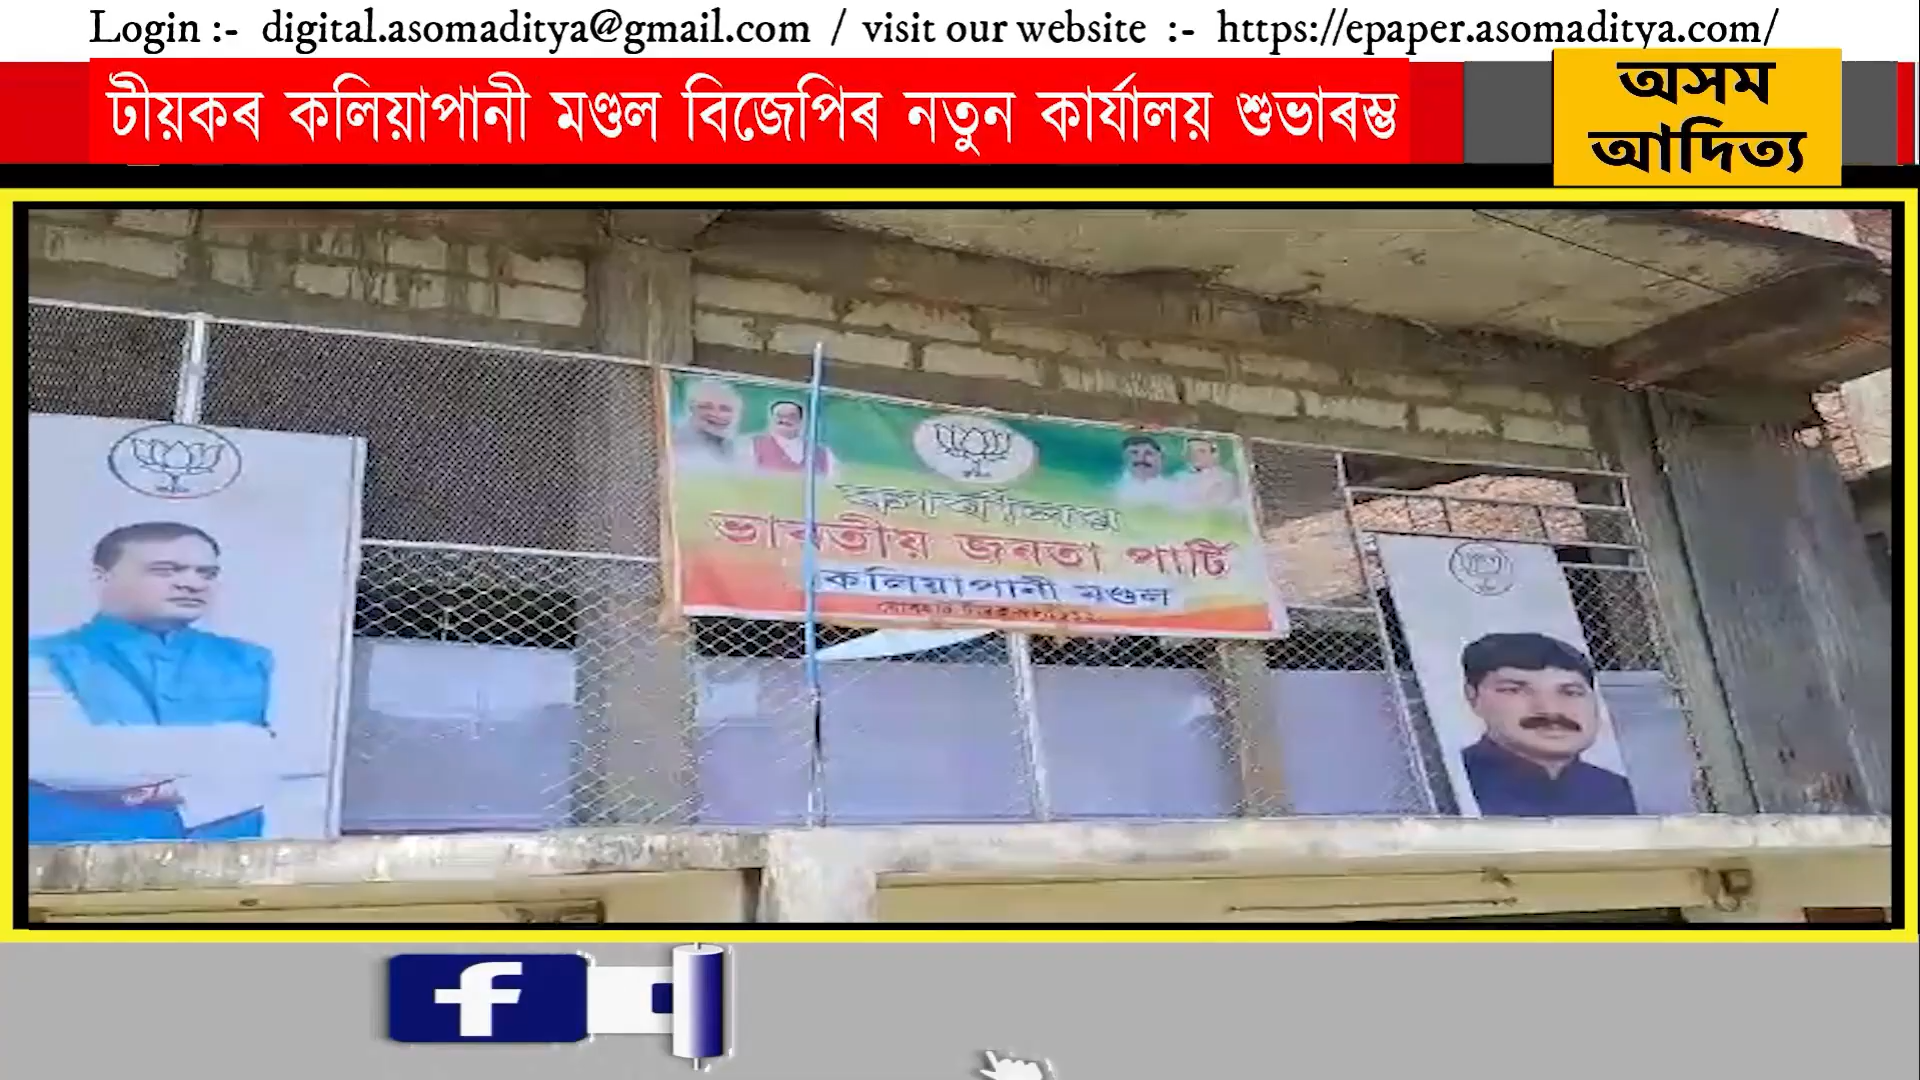 Login :- digital.asomaditya@gmail.com / visit our website :- https://epaper.asomaditya.com/
টীয়কৰ কলিয়াপানী মণ্ডল বিজেপিৰ নতুন কাৰ্যালয় শুভাৰম্ভ
অসম
আদিত্য
কাৰ্যালয়
ভাৰতীয় জনতা পাৰ্টি
কলিয়াপানী মণ্ডল
f